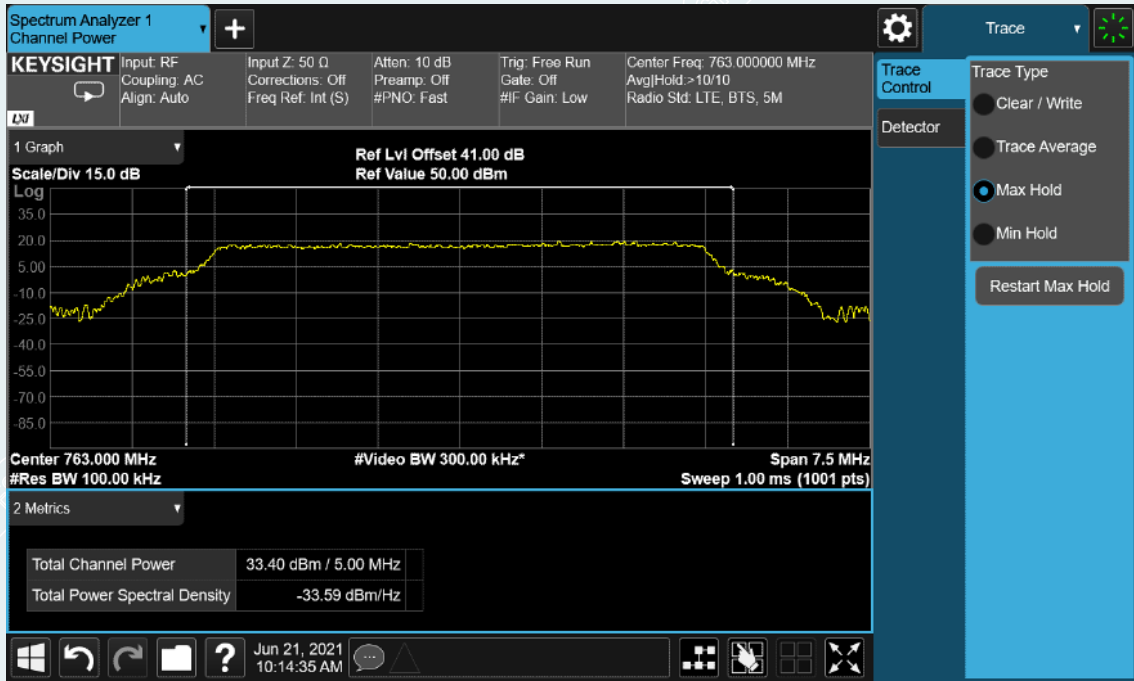 Spectrum Analyzer 1
Channel Power
+
Trace
KEYSIGHT
LXI
Input: RF
Coupling: AC
Align: Auto
Input Z: 50 Ω
Corrections: Off
Freq Ref: Int (S)
Atten: 10 dB
Preamp: Off
#PNO: Fast
Trig: Free Run
Gate: Off
#IF Gain: Low
Center Freq: 763.000000 MHz
Avg|Hold:>10/10
Radio Std: LTE, BTS, 5M
Trace
Control
Detector
Trace Type
Clear / Write
Trace Average
Max Hold
Min Hold
Restart Max Hold
1 Graph
Scale/Div 15.0 dB
Ref Lvl Offset 41.00 dB
Ref Value 50.00 dBm
Log
35.0
20.0
5.00
-10.0
-25.0
-40.0
-55.0
-70.0
-85.0
Center 763.000 MHz
#Video BW 300.00 kHz*
Span 7.5 MHz
#Res BW 100.00 kHz
Sweep 1.00 ms (1001 pts)
2 Metrics
Total Channel Power 33.40 dBm / 5.00 MHz
Total Power Spectral Density -33.59 dBm/Hz
?
Jun 21, 2021
10:14:35 AM